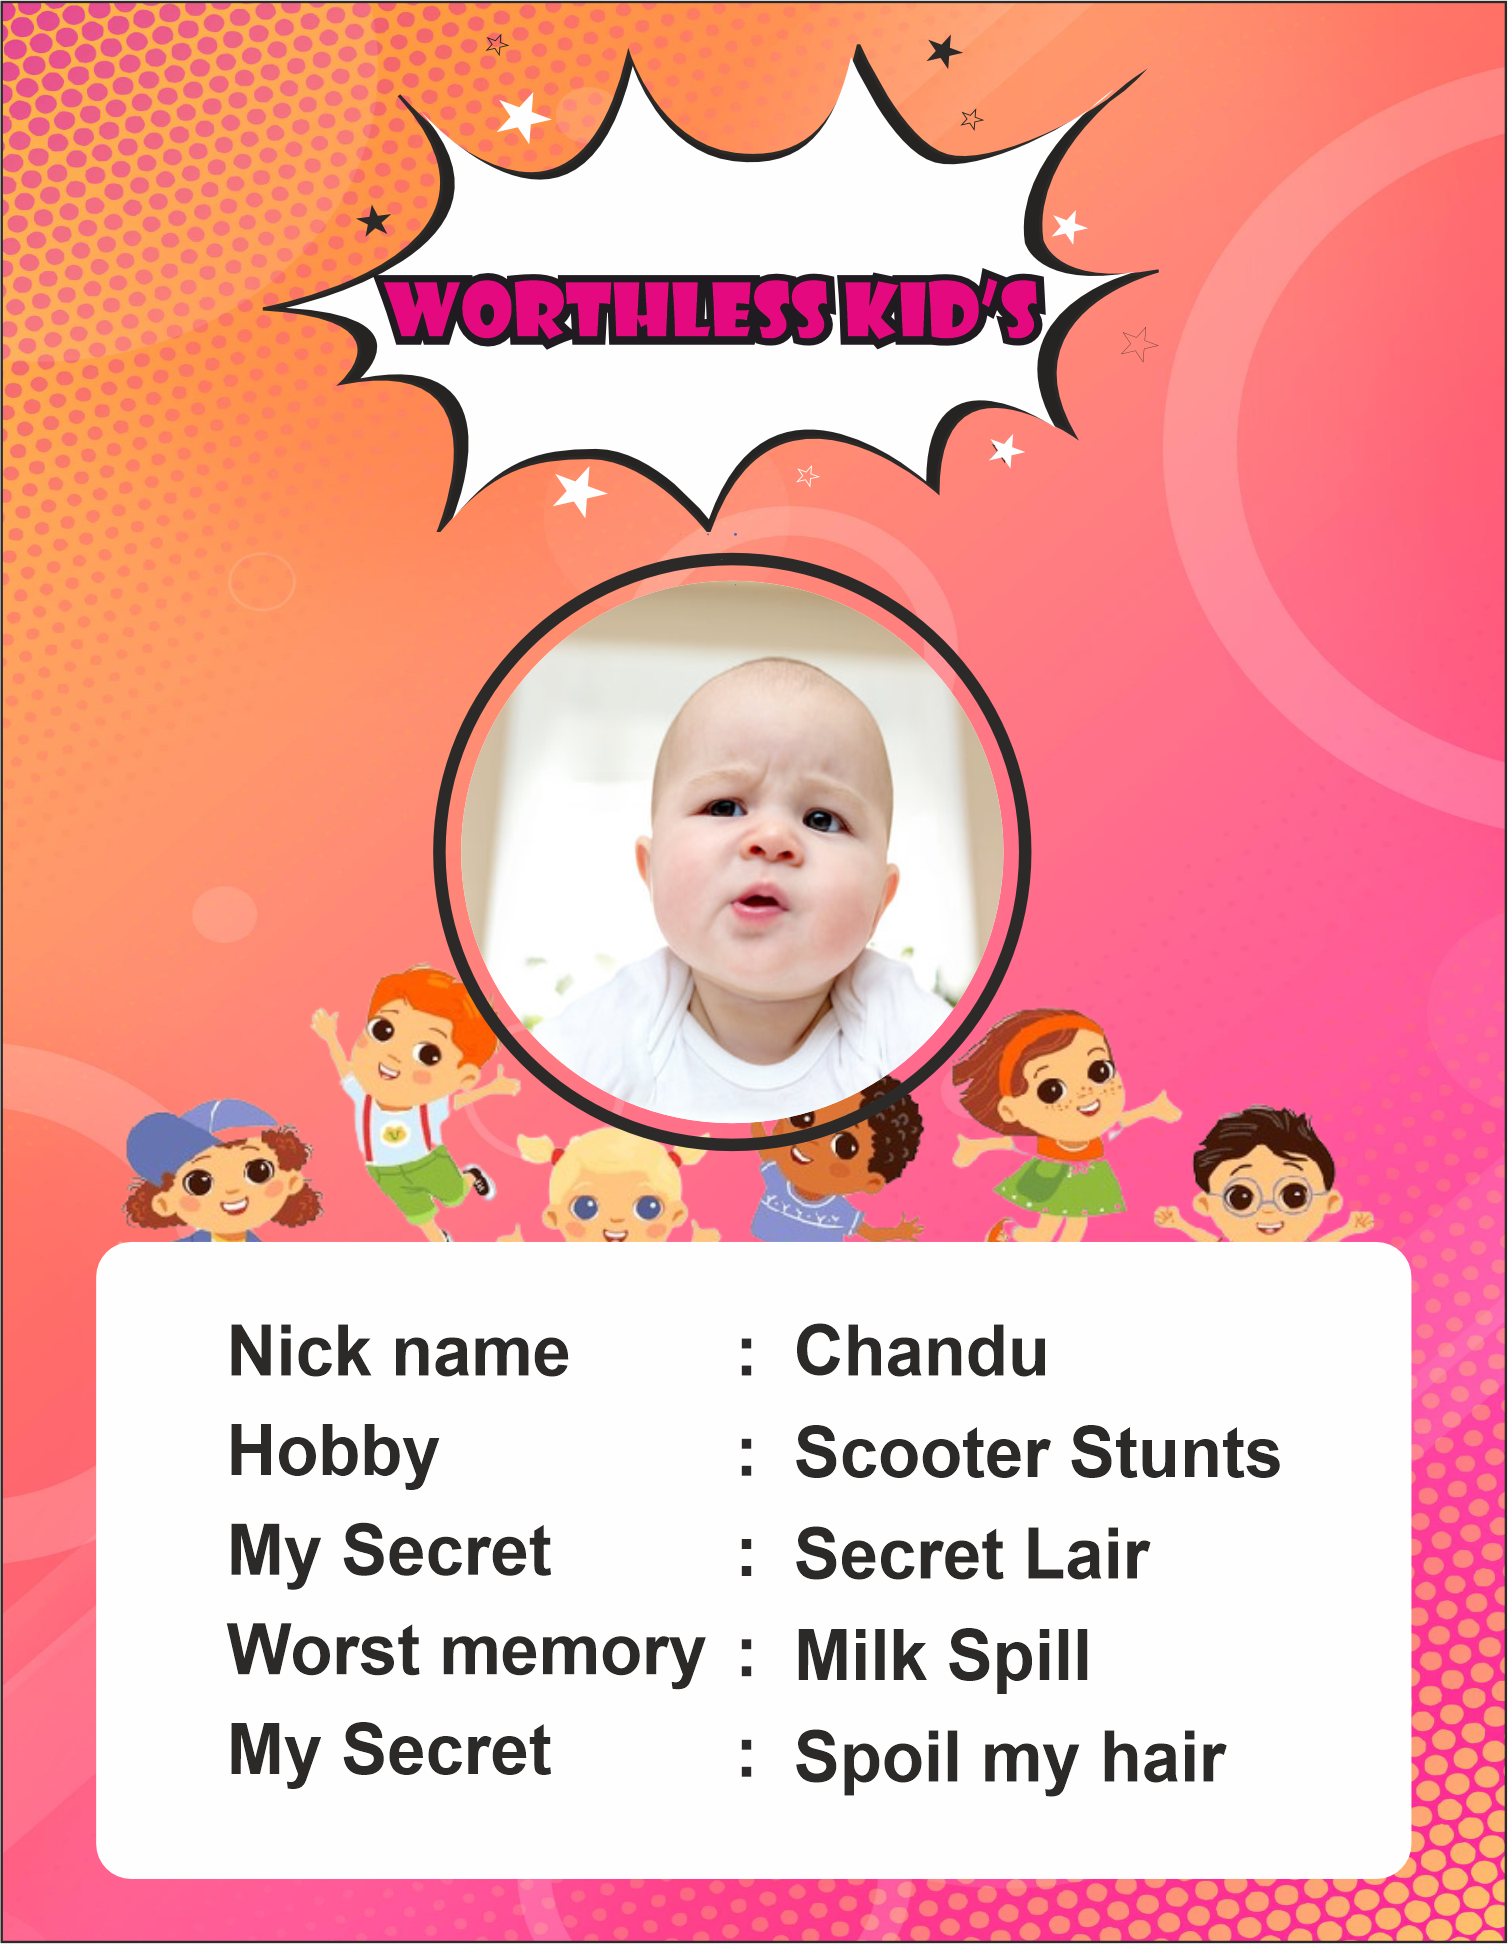 WORTHLESS KID'S
Nick name : Chandu
Hobby : Scooter Stunts
My Secret : Secret Lair
Worst memory : Milk Spill
My Secret : Spoil my hair